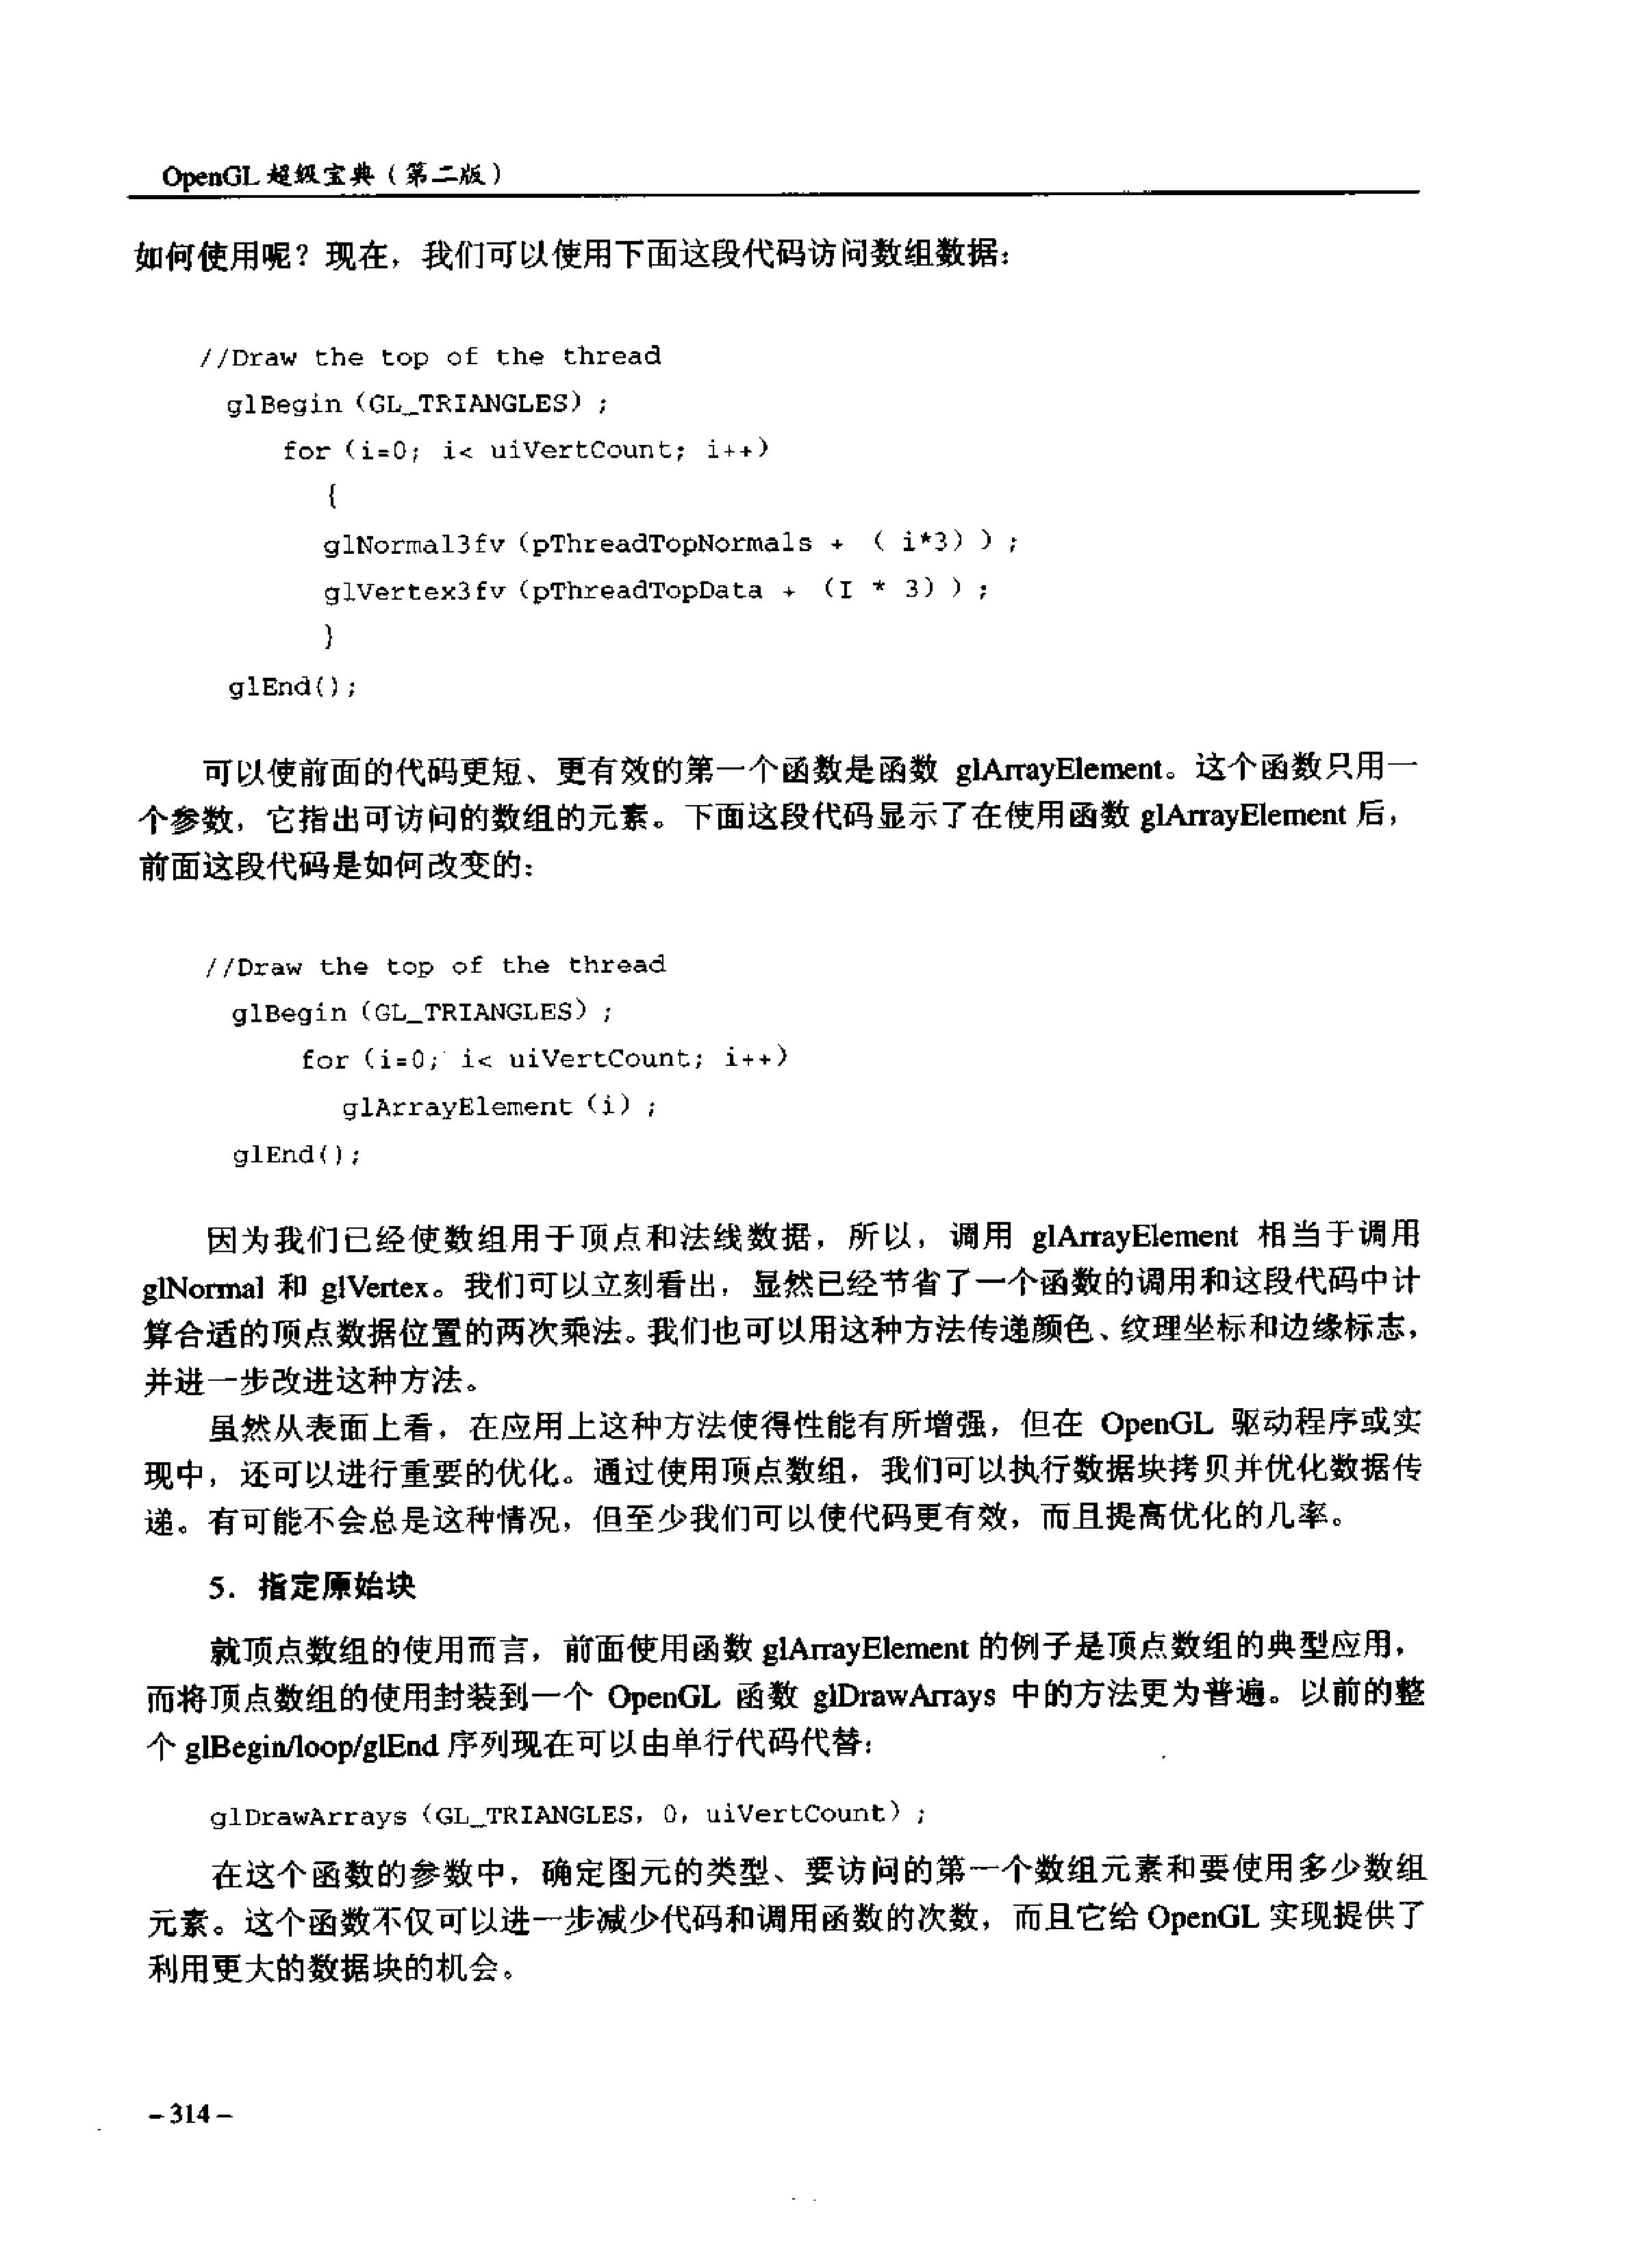 OpenGL 超级宝典（第二版）
如何使用呢？现在，我们可以使用下面这段代码访问数组数据：
//Draw the top of the thread
glBegin（GL_TRIANGLES）;
for（i=0; i< uiVertCount; i++）
{
glNormal3fv（pThreadTopNormals + （ i*3））;
glVertex3fv（pThreadTopData + （I * 3））;
}
glEnd();
可以使前面的代码更短、更有效的第一个函数是函数 glArrayElement。这个函数只用一
个参数，它指出可访问的数组的元素。下面这段代码显示了在使用函数 glArrayElement 后，
前面这段代码是如何改变的：
//Draw the top of the thread
glBegin（GL_TRIANGLES）;
for（i=0; i< uiVertCount; i++）
glArrayElement（i）;
glEnd();
因为我们已经使数组用于顶点和法线数据，所以，调用 glArrayElement 相当于调用
glNormal 和 glVertex。我们可以立刻看出，显然已经节省了一个函数的调用和这段代码中计
算合适的顶点数据位置的两次乘法。我们也可以用这种方法传递颜色、纹理坐标和边缘标志，
并进一步改进这种方法。
虽然从表面上看，在应用上这种方法使得性能有所增强，但在 OpenGL 驱动程序或实
现中，还可以进行重要的优化。通过使用顶点数组，我们可以执行数据块拷贝并优化数据传
递。有可能不会总是这种情况，但至少我们可以使代码更有效，而且提高优化的几率。
5．指定原始块
就顶点数组的使用而言，前面使用函数 glArrayElement 的例子是顶点数组的典型应用，
而将顶点数组的使用封装到一个 OpenGL 函数 glDrawArrays 中的方法更为普遍。以前的整
个 glBegin/loop/glEnd 序列现在可以由单行代码代替：
glDrawArrays（GL_TRIANGLES，0，uiVertCount）;
在这个函数的参数中，确定图元的类型、要访问的第一个数组元素和要使用多少数组
元素。这个函数不仅可以进一步减少代码和调用函数的次数，而且它给 OpenGL 实现提供了
利用更大的数据块的机会。
– 314 –